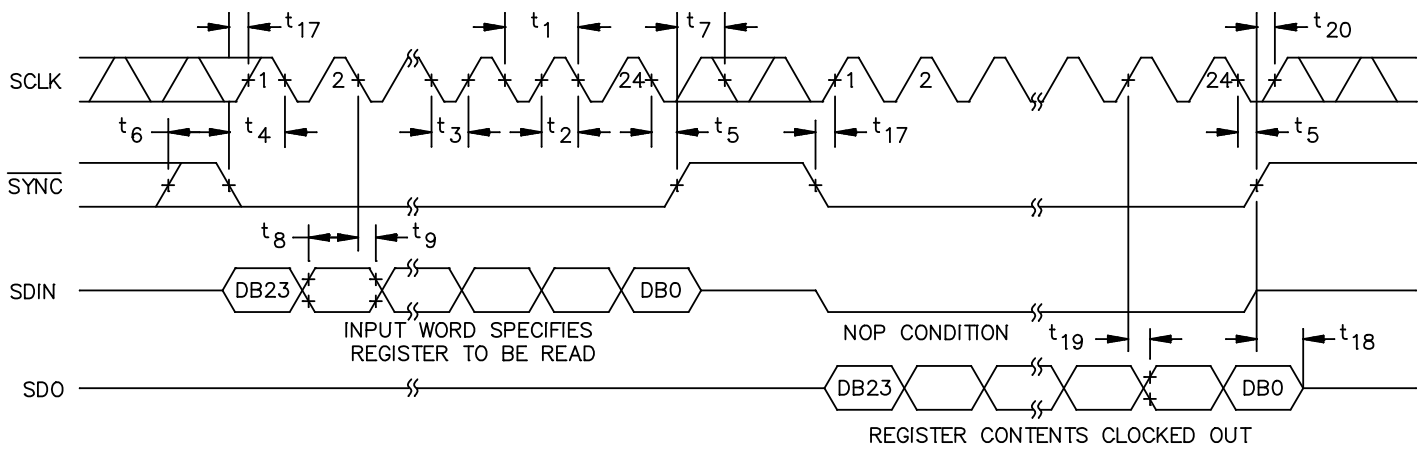 t17 t1 t7 t20
SCLK 1 2 24 1 2 24
t6 t4 t3 t2 t5 t17 t5
SYNC
t8 t9
SDIN DB23 DB0
INPUT WORD SPECIFIES
REGISTER TO BE READ
NOP CONDITION
t19 t18
SDO DB23 DB0
REGISTER CONTENTS CLOCKED OUT